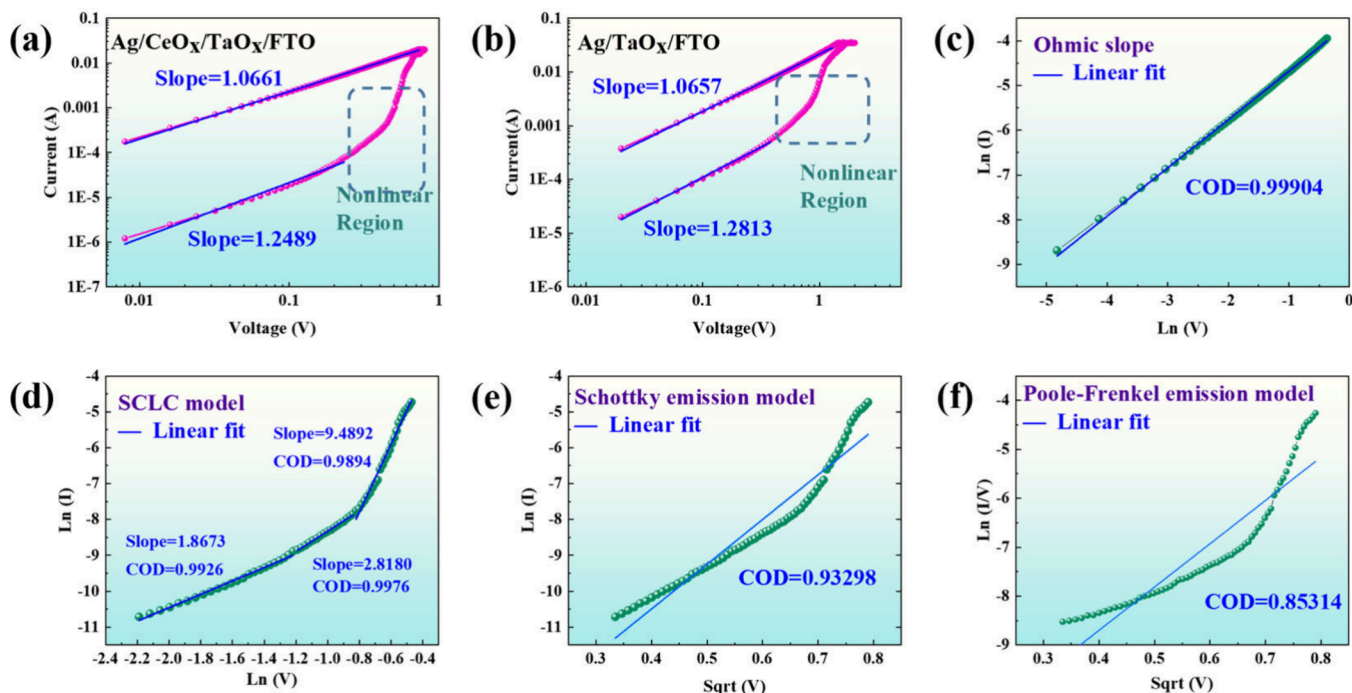 (a)
Ag/CeOx/TaOx/FTO
Slope=1.0661
Slope=1.2489
Nonlinear
Region
0.1
0.01
0.001
1E-4
1E-5
1E-6
1E-7
0.01
0.1
1
Current (A)
Voltage (V)
(b)
Ag/TaOx/FTO
Slope=1.0657
Slope=1.2813
Nonlinear
Region
0.1
0.01
0.001
1E-4
1E-5
1E-6
0.01
0.1
1
Current(A)
Voltage(V)
(c)
Ohmic slope
Linear fit
COD=0.99904
-4
-5
-6
-7
-8
-9
-5
-4
-3
-2
-1
0
Ln (I)
Ln (V)
(d)
SCLC model
Linear fit
Slope=9.4892
COD=0.9894
Slope=1.8673
COD=0.9926
Slope=2.8180
COD=0.9976
-4
-5
-6
-7
-8
-9
-10
-11
-2.4
-2.2
-2.0
-1.8
-1.6
-1.4
-1.2
-1.0
-0.8
-0.6
-0.4
Ln (I)
Ln (V)
(e)
Schottky emission model
Linear fit
COD=0.93298
-4
-5
-6
-7
-8
-9
-10
-11
0.3
0.4
0.5
0.6
0.7
0.8
Ln (I)
Sqrt (V)
(f)
Poole-Frenkel emission model
Linear fit
COD=0.85314
-4
-5
-6
-7
-8
-9
0.3
0.4
0.5
0.6
0.7
0.8
Ln (I/V)
Sqrt (V)